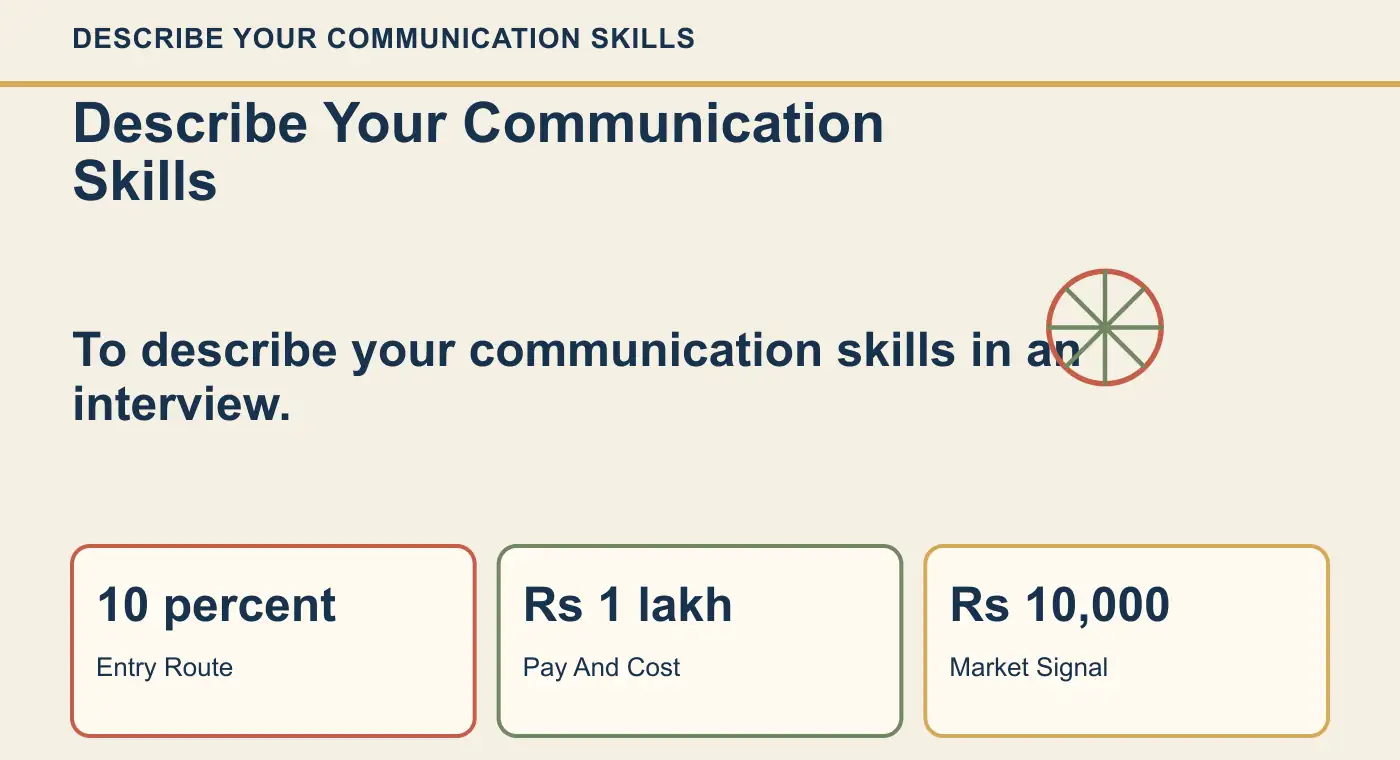 DESCRIBE YOUR COMMUNICATION SKILLS
Describe Your Communication
Skills
To describe your communication skills in an
interview.
10 percent
Entry Route
Rs 1 lakh
Pay And Cost
Rs 10,000
Market Signal